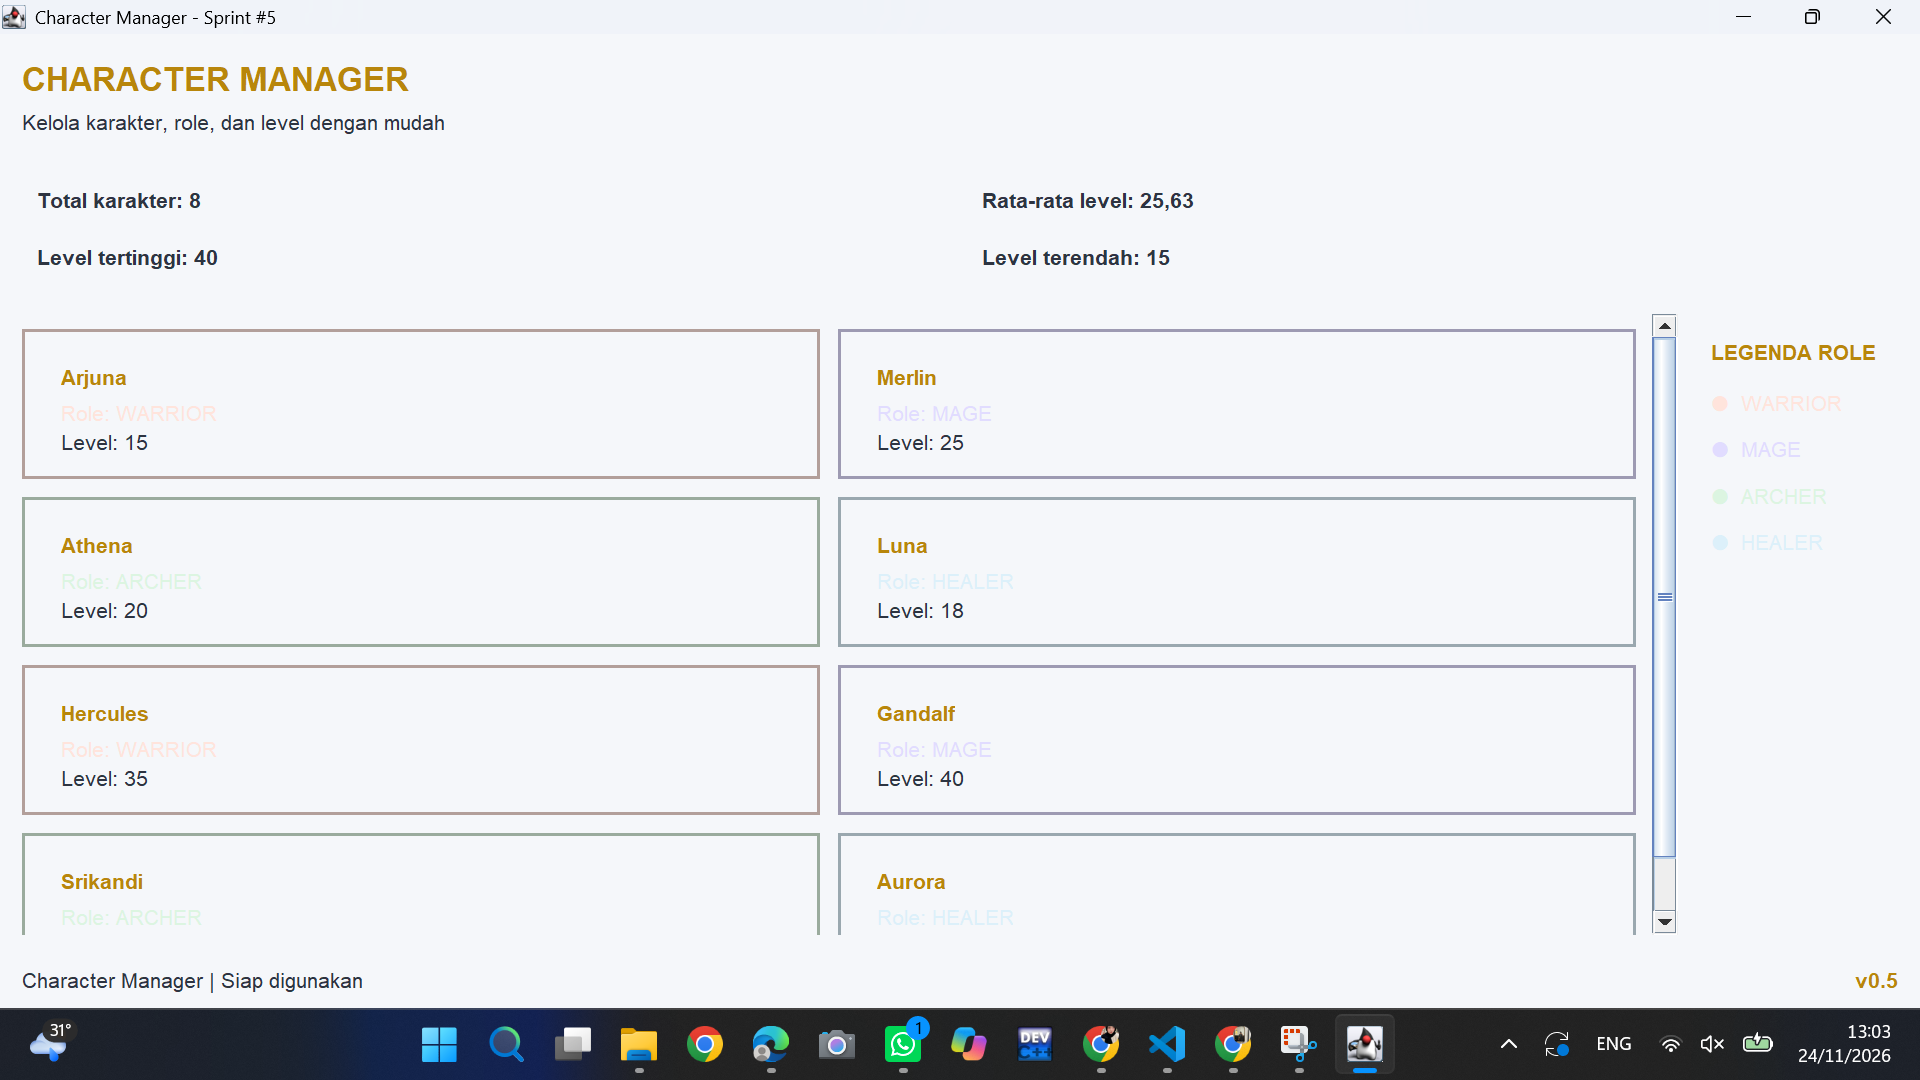 Character Manager - Sprint #5
CHARACTER MANAGER
Kelola karakter, role, dan level dengan mudah
Total karakter: 8
Rata-rata level: 25,63
Level tertinggi: 40
Level terendah: 15
Arjuna
Role: WARRIOR
Level: 15
Merlin
Role: MAGE
Level: 25
Athena
Role: ARCHER
Level: 20
Luna
Role: HEALER
Level: 18
Hercules
Role: WARRIOR
Level: 35
Gandalf
Role: MAGE
Level: 40
Srikandi
Role: ARCHER
Aurora
Role: HEALER
LEGENDA ROLE
WARRIOR
MAGE
ARCHER
HEALER
Character Manager | Siap digunakan
v0.5
31°
DEV
C++
1
ENG
13:03
24/11/2026